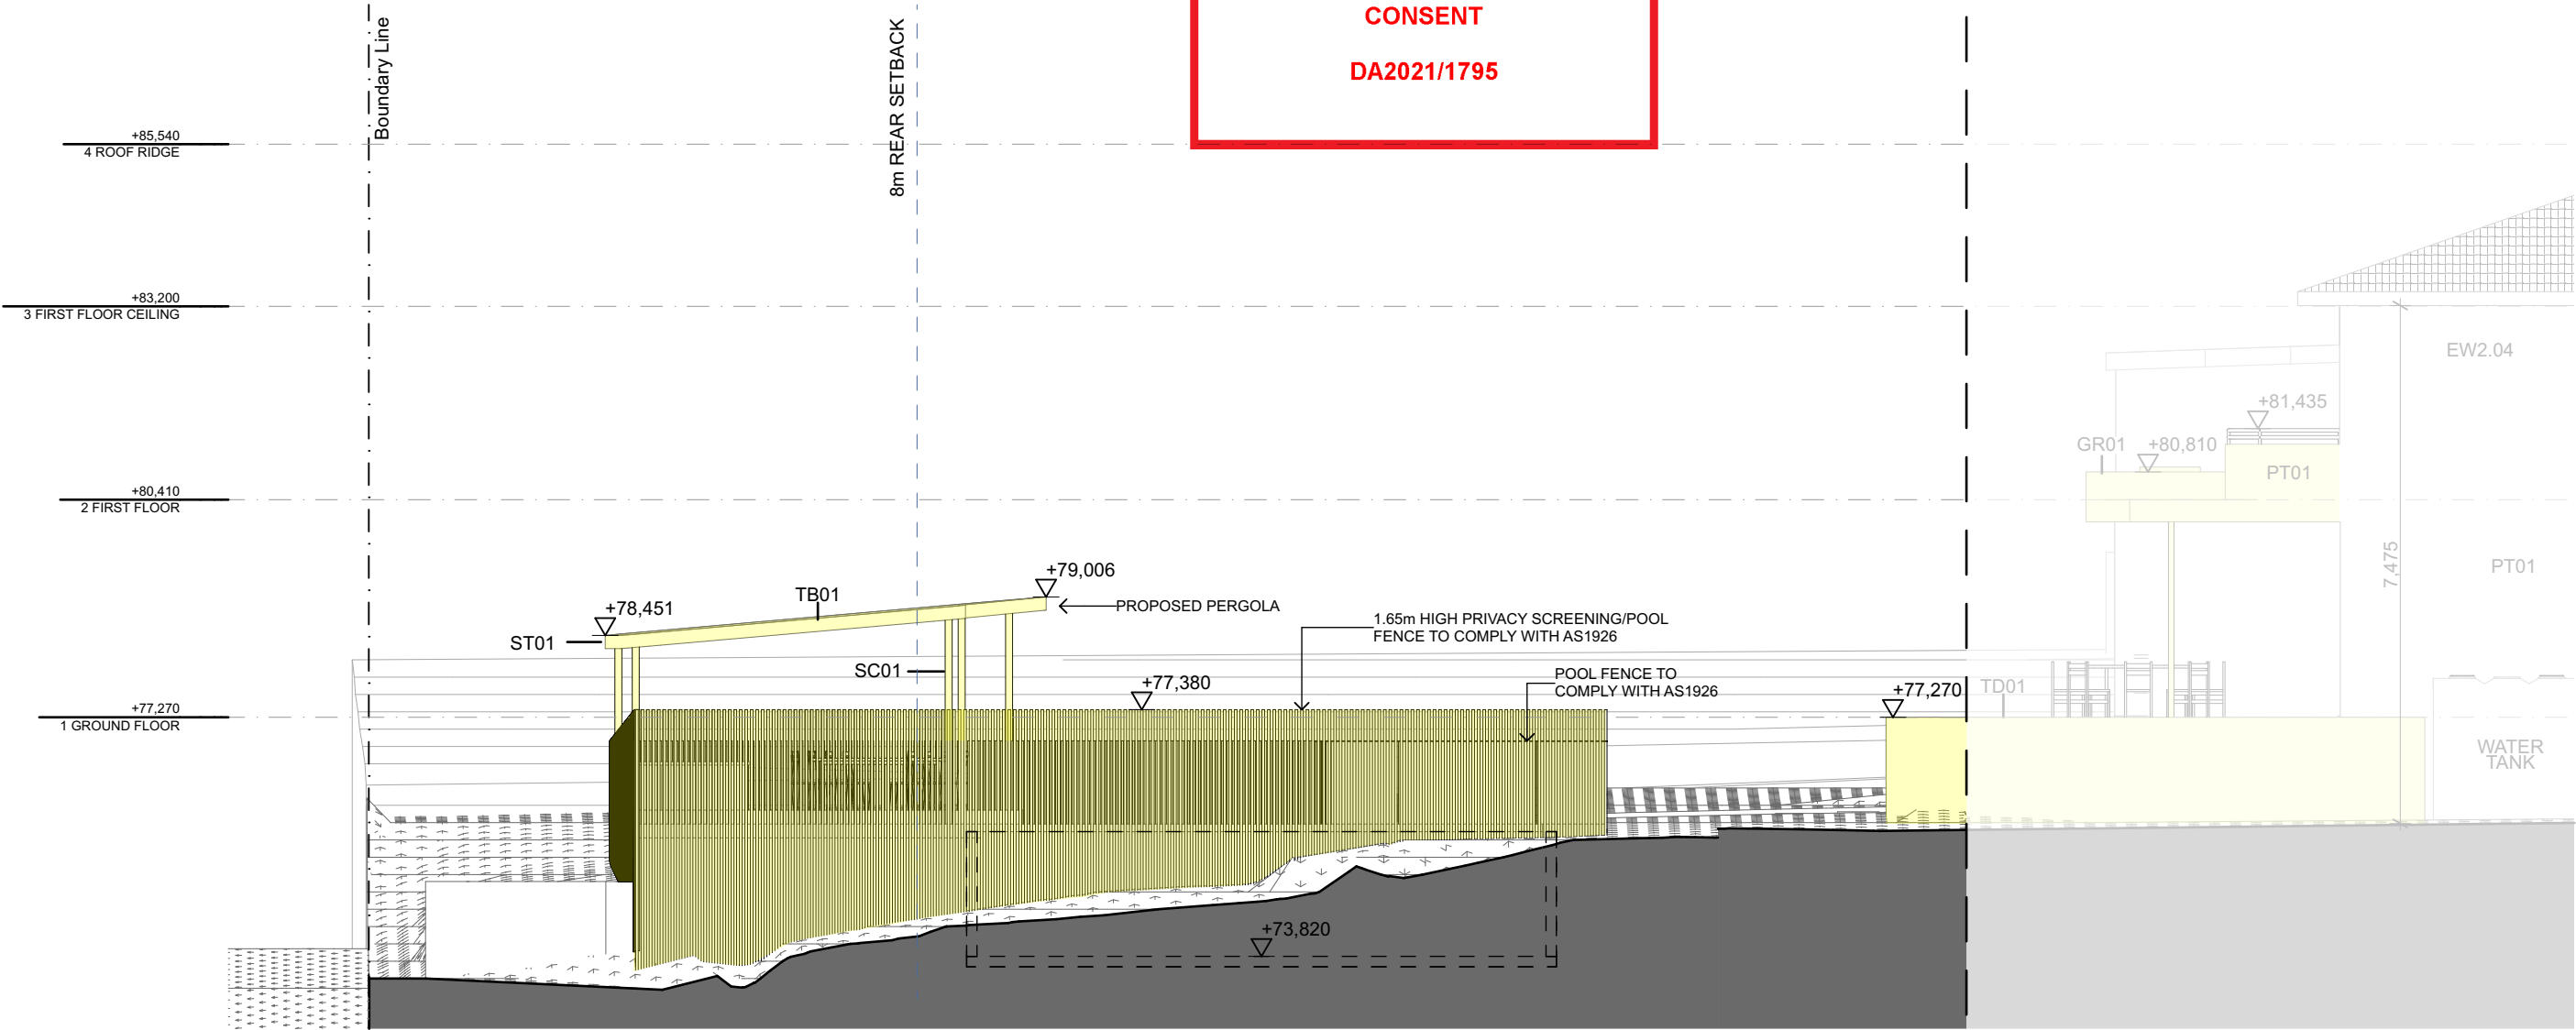 CONSENT
DA2021/1795
Boundary Line
8m REAR SETBACK
+85,540
4 ROOF RIDGE
+83,200
3 FIRST FLOOR CEILING
EW2.04
+81,435
GR01
+80,810
PT01
+80,410
2 FIRST FLOOR
7,475
PT01
+79,006
TB01
PROPOSED PERGOLA
+78,451
ST01
1.65m HIGH PRIVACY SCREENING/POOL
FENCE TO COMPLY WITH AS1926
SC01
POOL FENCE TO
COMPLY WITH AS1926
+77,380
+77,270
TD01
+77,270
1 GROUND FLOOR
WATER
TANK
+73,820